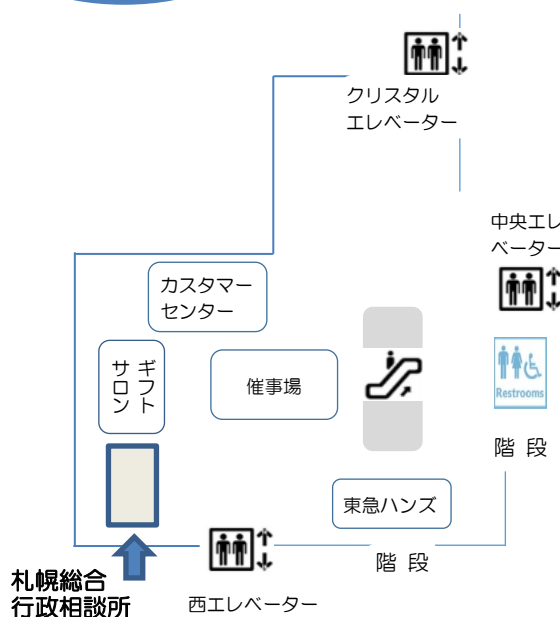 クリスタル
エレベーター
中央エレ
ベーター
カスタマー
センター
ギフト
サロン
催事場
Restrooms
階 段
東急ハンズ
階 段
札幌総合
行政相談所
西エレベーター